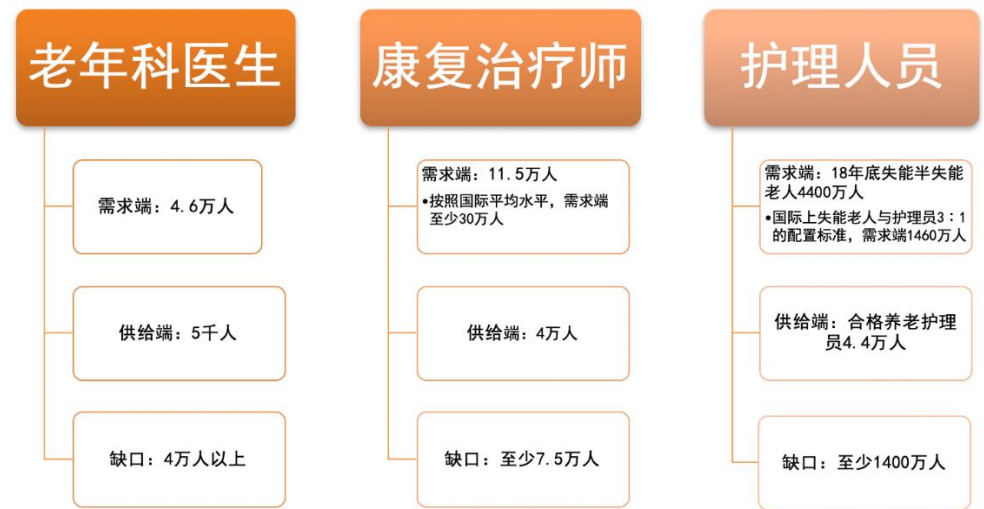 老年科医生
需求端：4.6万人
供给端：5千人
缺口：4万人以上
康复治疗师
需求端：11.5万人
•按照国际平均水平，需求端
至少30万人
供给端：4万人
缺口：至少7.5万人
护理人员
需求端：18年底失能半失能
老人4400万人
•国际上失能老人与护理员3：1
的配置标准，需求端1460万人
供给端：合格养老护理
员4.4万人
缺口：至少1400万人